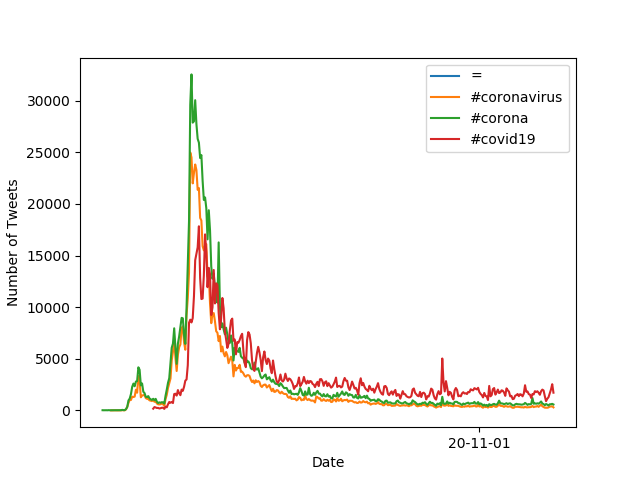 =
#coronavirus
#corona
#covid19
Number of Tweets
30000
25000
20000
15000
10000
5000
0
20-11-01
Date